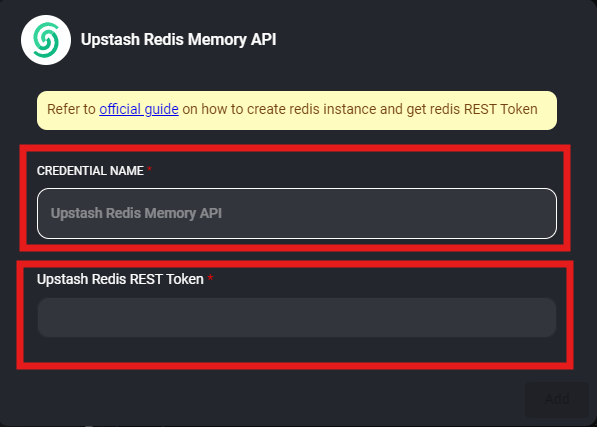 Upstash Redis Memory API
Refer to official guide on how to create redis instance and get redis REST Token
CREDENTIAL NAME *
Upstash Redis Memory API
Upstash Redis REST Token *
Add